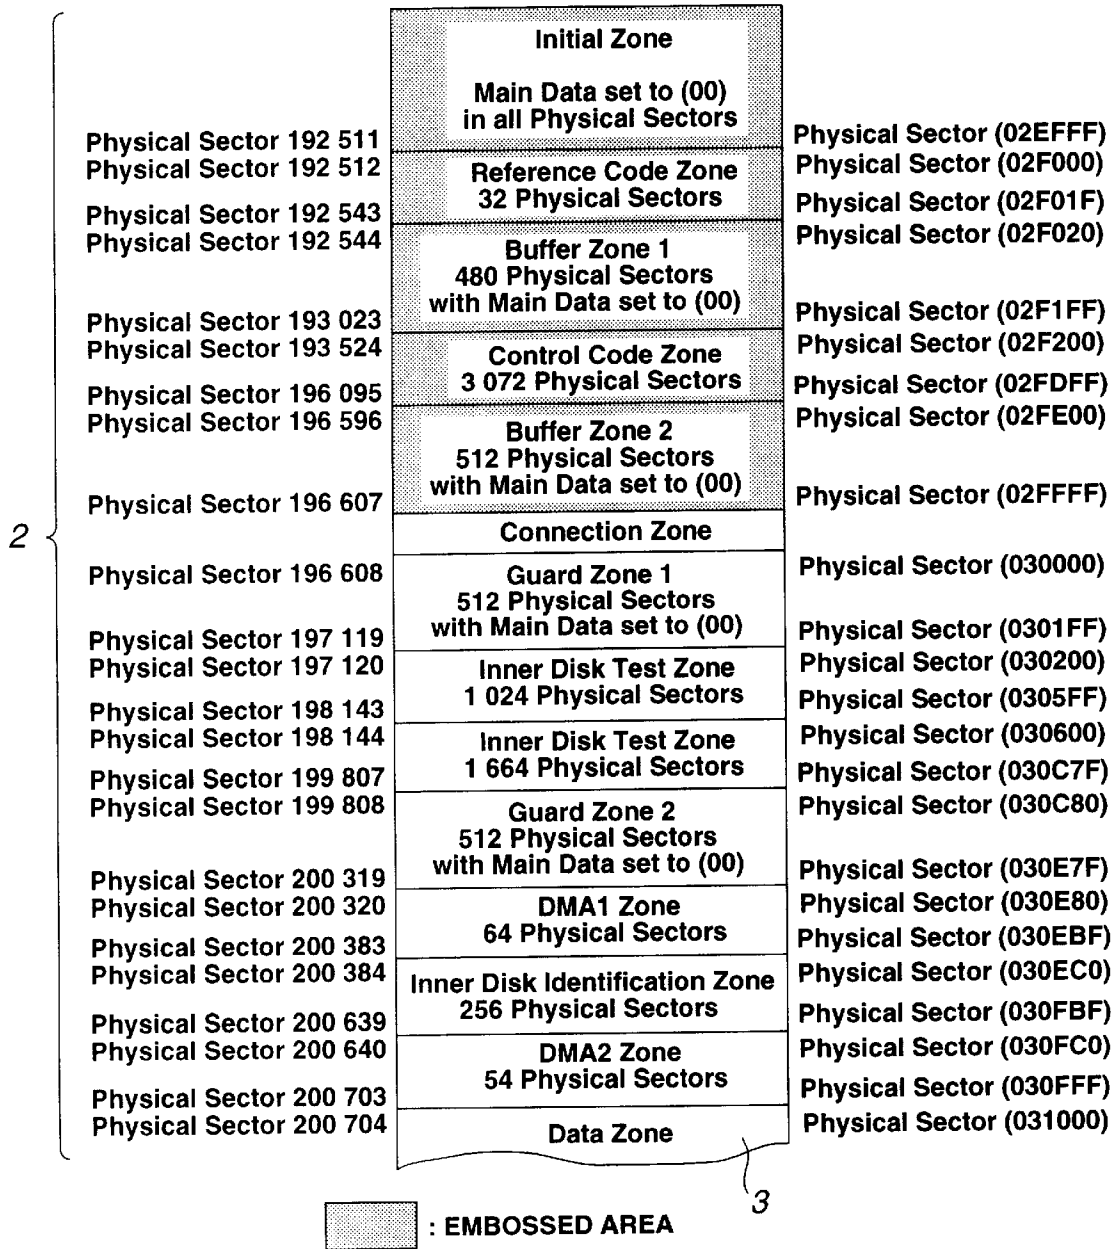 Initial Zone
Main Data set to (00)
in all Physical Sectors
Physical Sector 192 511
Physical Sector (02EFFF)
Physical Sector 192 512
Physical Sector (02F000)
Reference Code Zone
32 Physical Sectors
Physical Sector 192 543
Physical Sector (02F01F)
Physical Sector 192 544
Physical Sector (02F020)
Buffer Zone 1
480 Physical Sectors
with Main Data set to (00)
Physical Sector 193 023
Physical Sector (02F1FF)
Physical Sector 193 524
Physical Sector (02F200)
Control Code Zone
3 072 Physical Sectors
Physical Sector 196 095
Physical Sector (02FDFF)
Physical Sector 196 596
Physical Sector (02FE00)
Buffer Zone 2
512 Physical Sectors
with Main Data set to (00)
Physical Sector 196 607
Physical Sector (02FFFF)
2
Connection Zone
Physical Sector 196 608
Physical Sector (030000)
Guard Zone 1
512 Physical Sectors
with Main Data set to (00)
Physical Sector 197 119
Physical Sector (0301FF)
Physical Sector 197 120
Physical Sector (030200)
Inner Disk Test Zone
1 024 Physical Sectors
Physical Sector 198 143
Physical Sector (0305FF)
Physical Sector 198 144
Physical Sector (030600)
Inner Disk Test Zone
1 664 Physical Sectors
Physical Sector 199 807
Physical Sector (030C7F)
Physical Sector 199 808
Physical Sector (030C80)
Guard Zone 2
512 Physical Sectors
with Main Data set to (00)
Physical Sector 200 319
Physical Sector (030E7F)
Physical Sector 200 320
Physical Sector (030E80)
DMA1 Zone
64 Physical Sectors
Physical Sector 200 383
Physical Sector (030EBF)
Physical Sector 200 384
Physical Sector (030EC0)
Inner Disk Identification Zone
256 Physical Sectors
Physical Sector 200 639
Physical Sector (030FBF)
Physical Sector 200 640
Physical Sector (030FC0)
DMA2 Zone
54 Physical Sectors
Physical Sector 200 703
Physical Sector (030FFF)
Physical Sector 200 704
Physical Sector (031000)
Data Zone
3
: EMBOSSED AREA